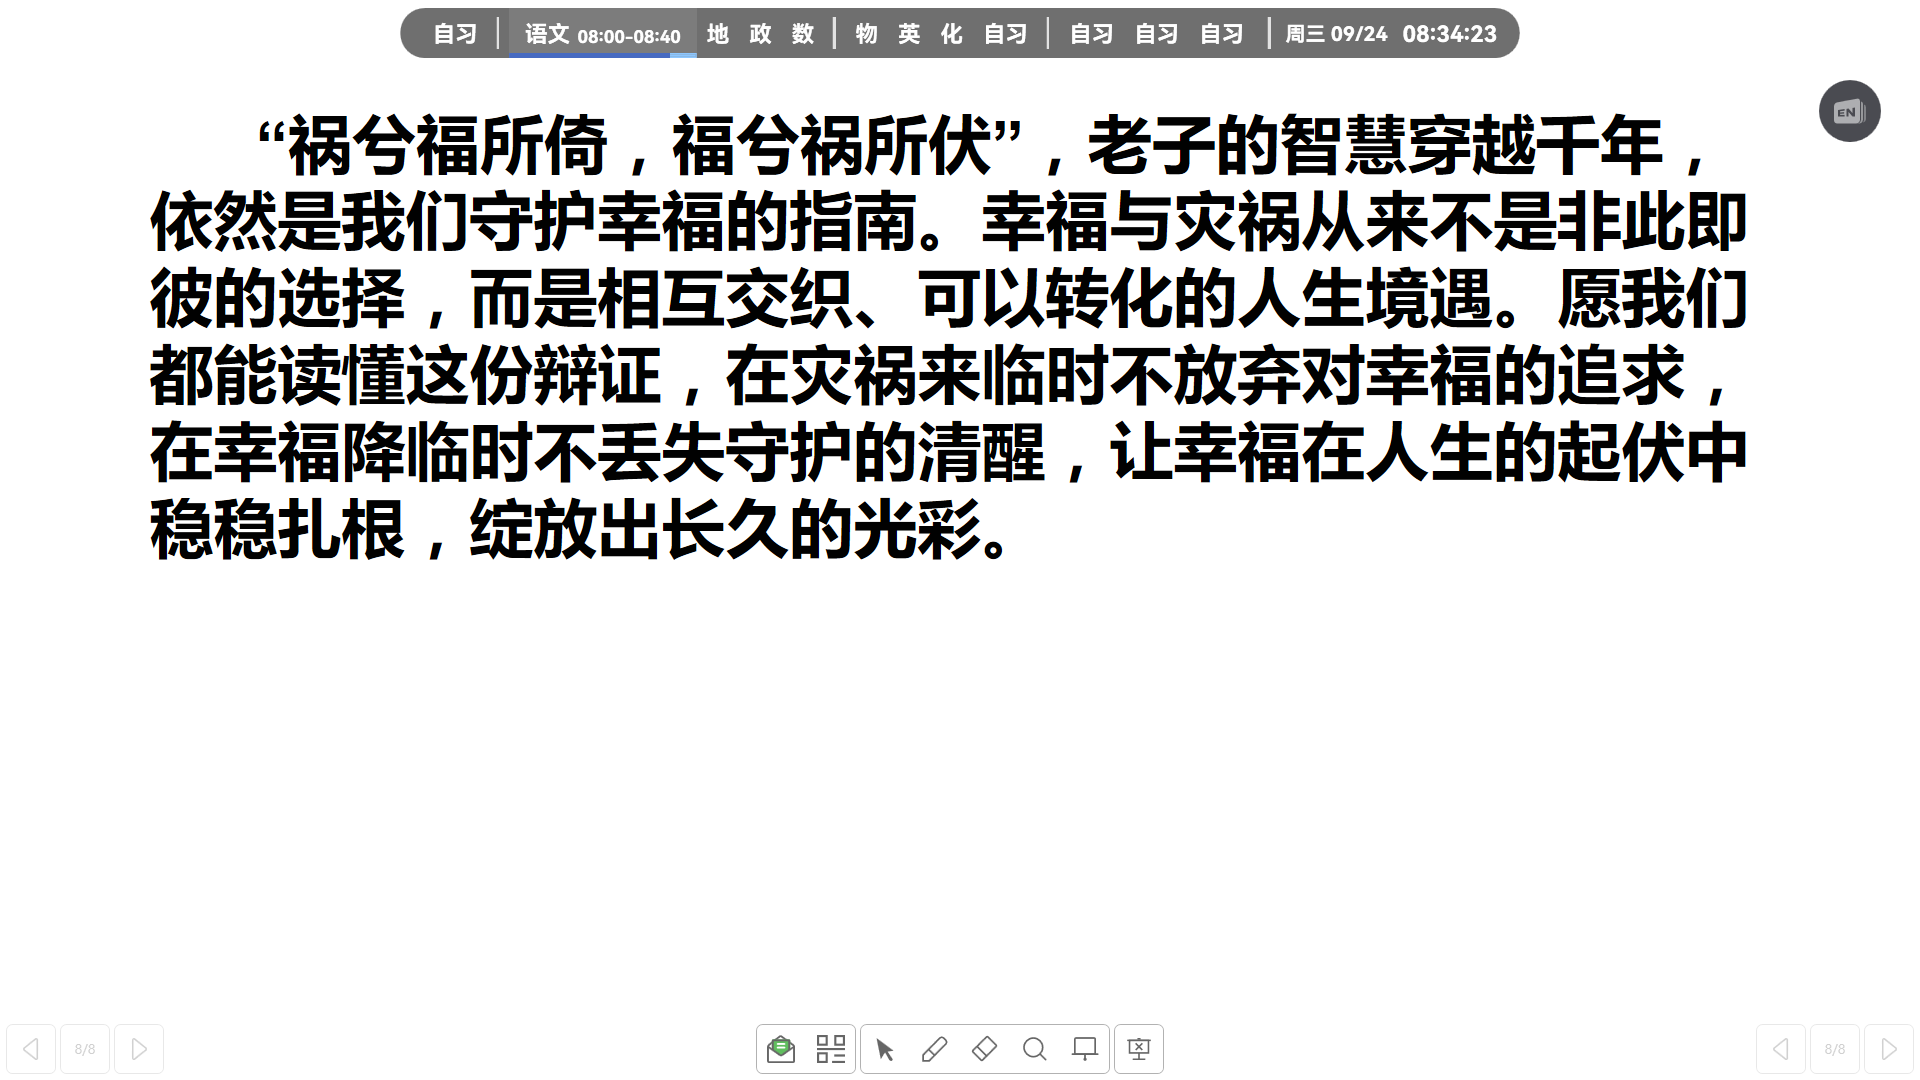 自习 语文 08:00-08:40 地 政 数 物 英 化 自习 自习 自习 自习 周三 09/24 08:34:23
EN
“祸兮福所倚，福兮祸所伏”，老子的智慧穿越千年，
依然是我们守护幸福的指南。幸福与灾祸从来不是非此即
彼的选择，而是相互交织、可以转化的人生境遇。愿我们
都能读懂这份辩证，在灾祸来临时不放弃对幸福的追求，
在幸福降临时不丢失守护的清醒，让幸福在人生的起伏中
稳稳扎根，绽放出长久的光彩。
8/8 8/8